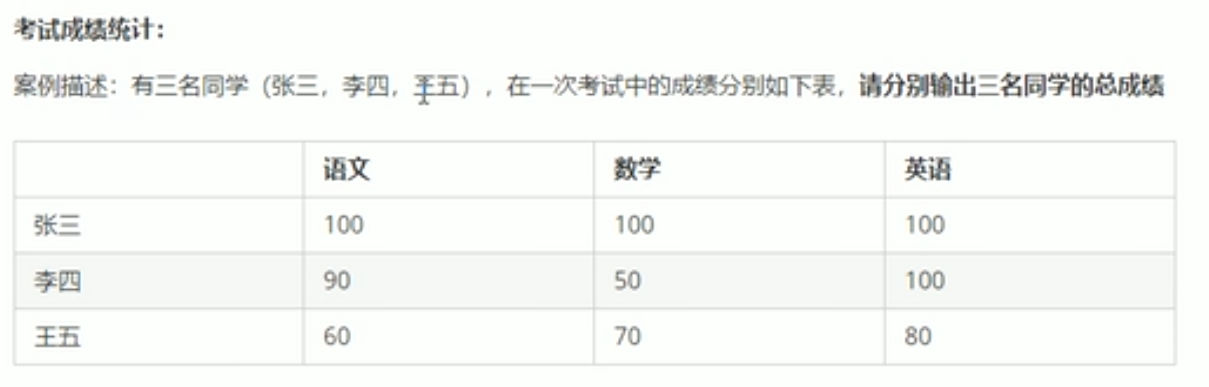 考试成绩统计：
案例描述：有三名同学（张三，李四，王五），在一次考试中的成绩分别如下表，请分别输出三名同学的总成绩
语文 数学 英语
张三 100 100 100
李四 90 50 100
王五 60 70 80